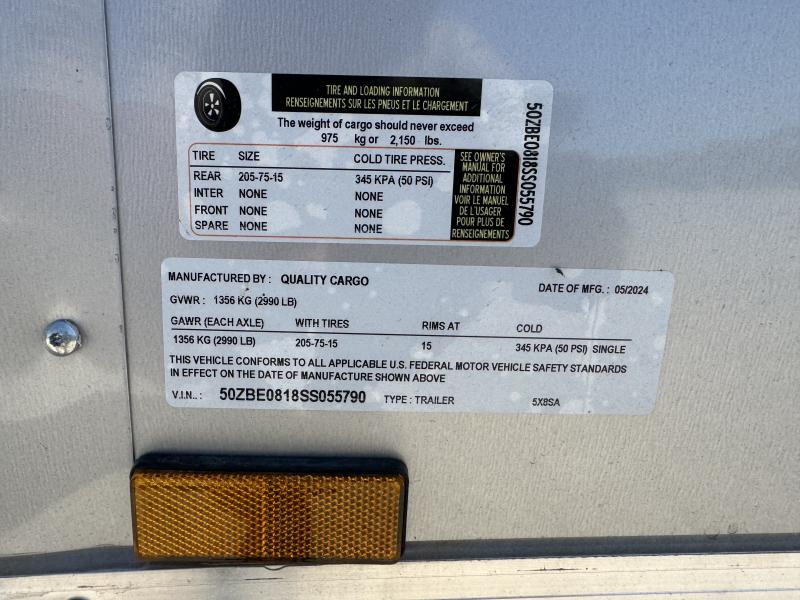 TIRE AND LOADING INFORMATION
RENSEIGNEMENTS SUR LES PNEUS ET LE CHARGEMENT
The weight of cargo should never exceed
975 kg or 2,150 lbs.
TIRE SIZE COLD TIRE PRESS.
REAR 205-75-15 345 KPA (50 PSI)
INTER NONE NONE
FRONT NONE NONE
SPARE NONE NONE
SEE OWNER'S
MANUAL FOR
ADDITIONAL
INFORMATION
VOIR LE MANUEL
DE L'USAGER
POUR PLUS DE
RENSEIGNEMENTS
50ZBE0818SS055790
MANUFACTURED BY : QUALITY CARGO DATE OF MFG. : 05/2024
GVWR : 1356 KG (2990 LB)
GAWR (EACH AXLE) WITH TIRES RIMS AT COLD
1356 KG (2990 LB) 205-75-15 15 345 KPA (50 PSI) SINGLE
THIS VEHICLE CONFORMS TO ALL APPLICABLE U.S. FEDERAL MOTOR VEHICLE SAFETY STANDARDS
IN EFFECT ON THE DATE OF MANUFACTURE SHOWN ABOVE
V.I.N.. : 50ZBE0818SS055790 TYPE : TRAILER 5X8SA